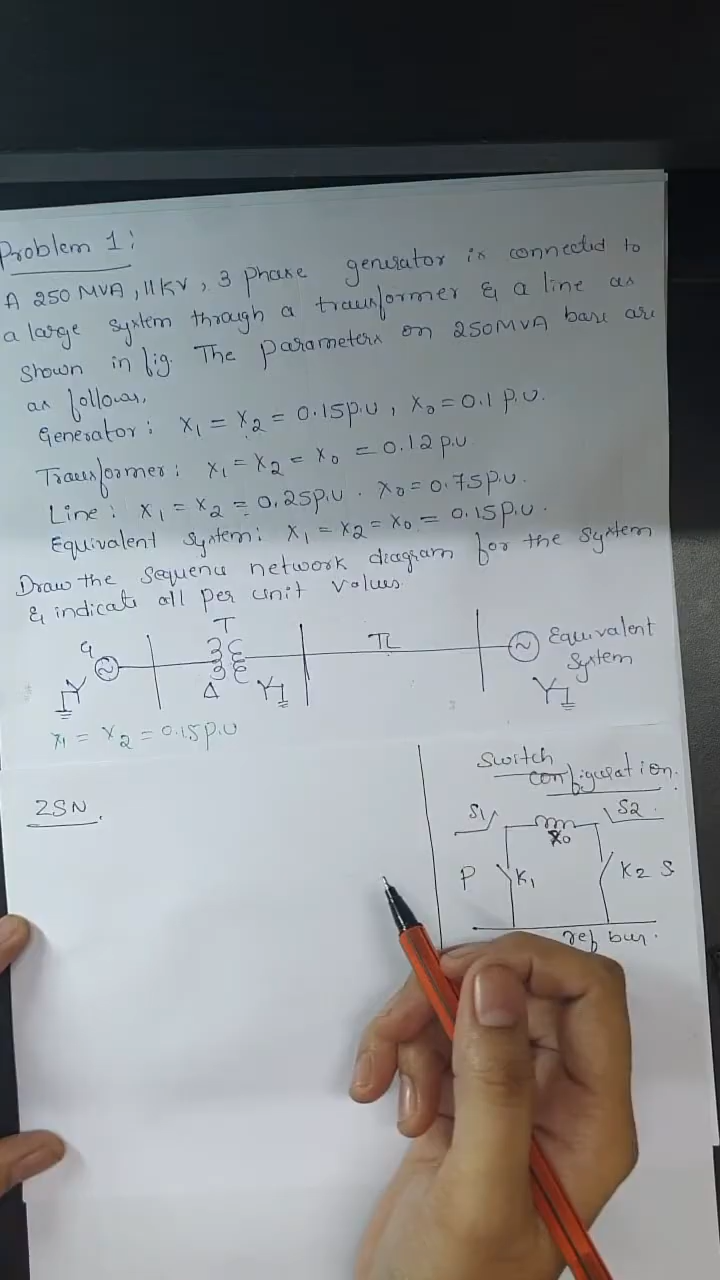 Problem 1:
A 250 MVA, 11KV, 3 phase generator is connected to
a large system through a transformer & a line as
shown in fig. The parameters on 250MVA base are
as follows,
Generator: X1 = X2 = 0.15p.u, X0 = 0.1 p.u.
Transformer: X1 = X2 = X0 = 0.12 p.u
Line: X1 = X2 = 0.25p.u. X0 = 0.75p.u.
Equivalent system: X1 = X2 = X0 = 0.15p.u.
Draw the sequence network diagram for the system
& indicate all per unit values.
G T TL Equivalent
System
Δ Y Y Y
X1 = X2 = 0.15p.u
ZSN.
Switch
configuration.
S1 S2
X0
P K1 K2 S
ref bus.